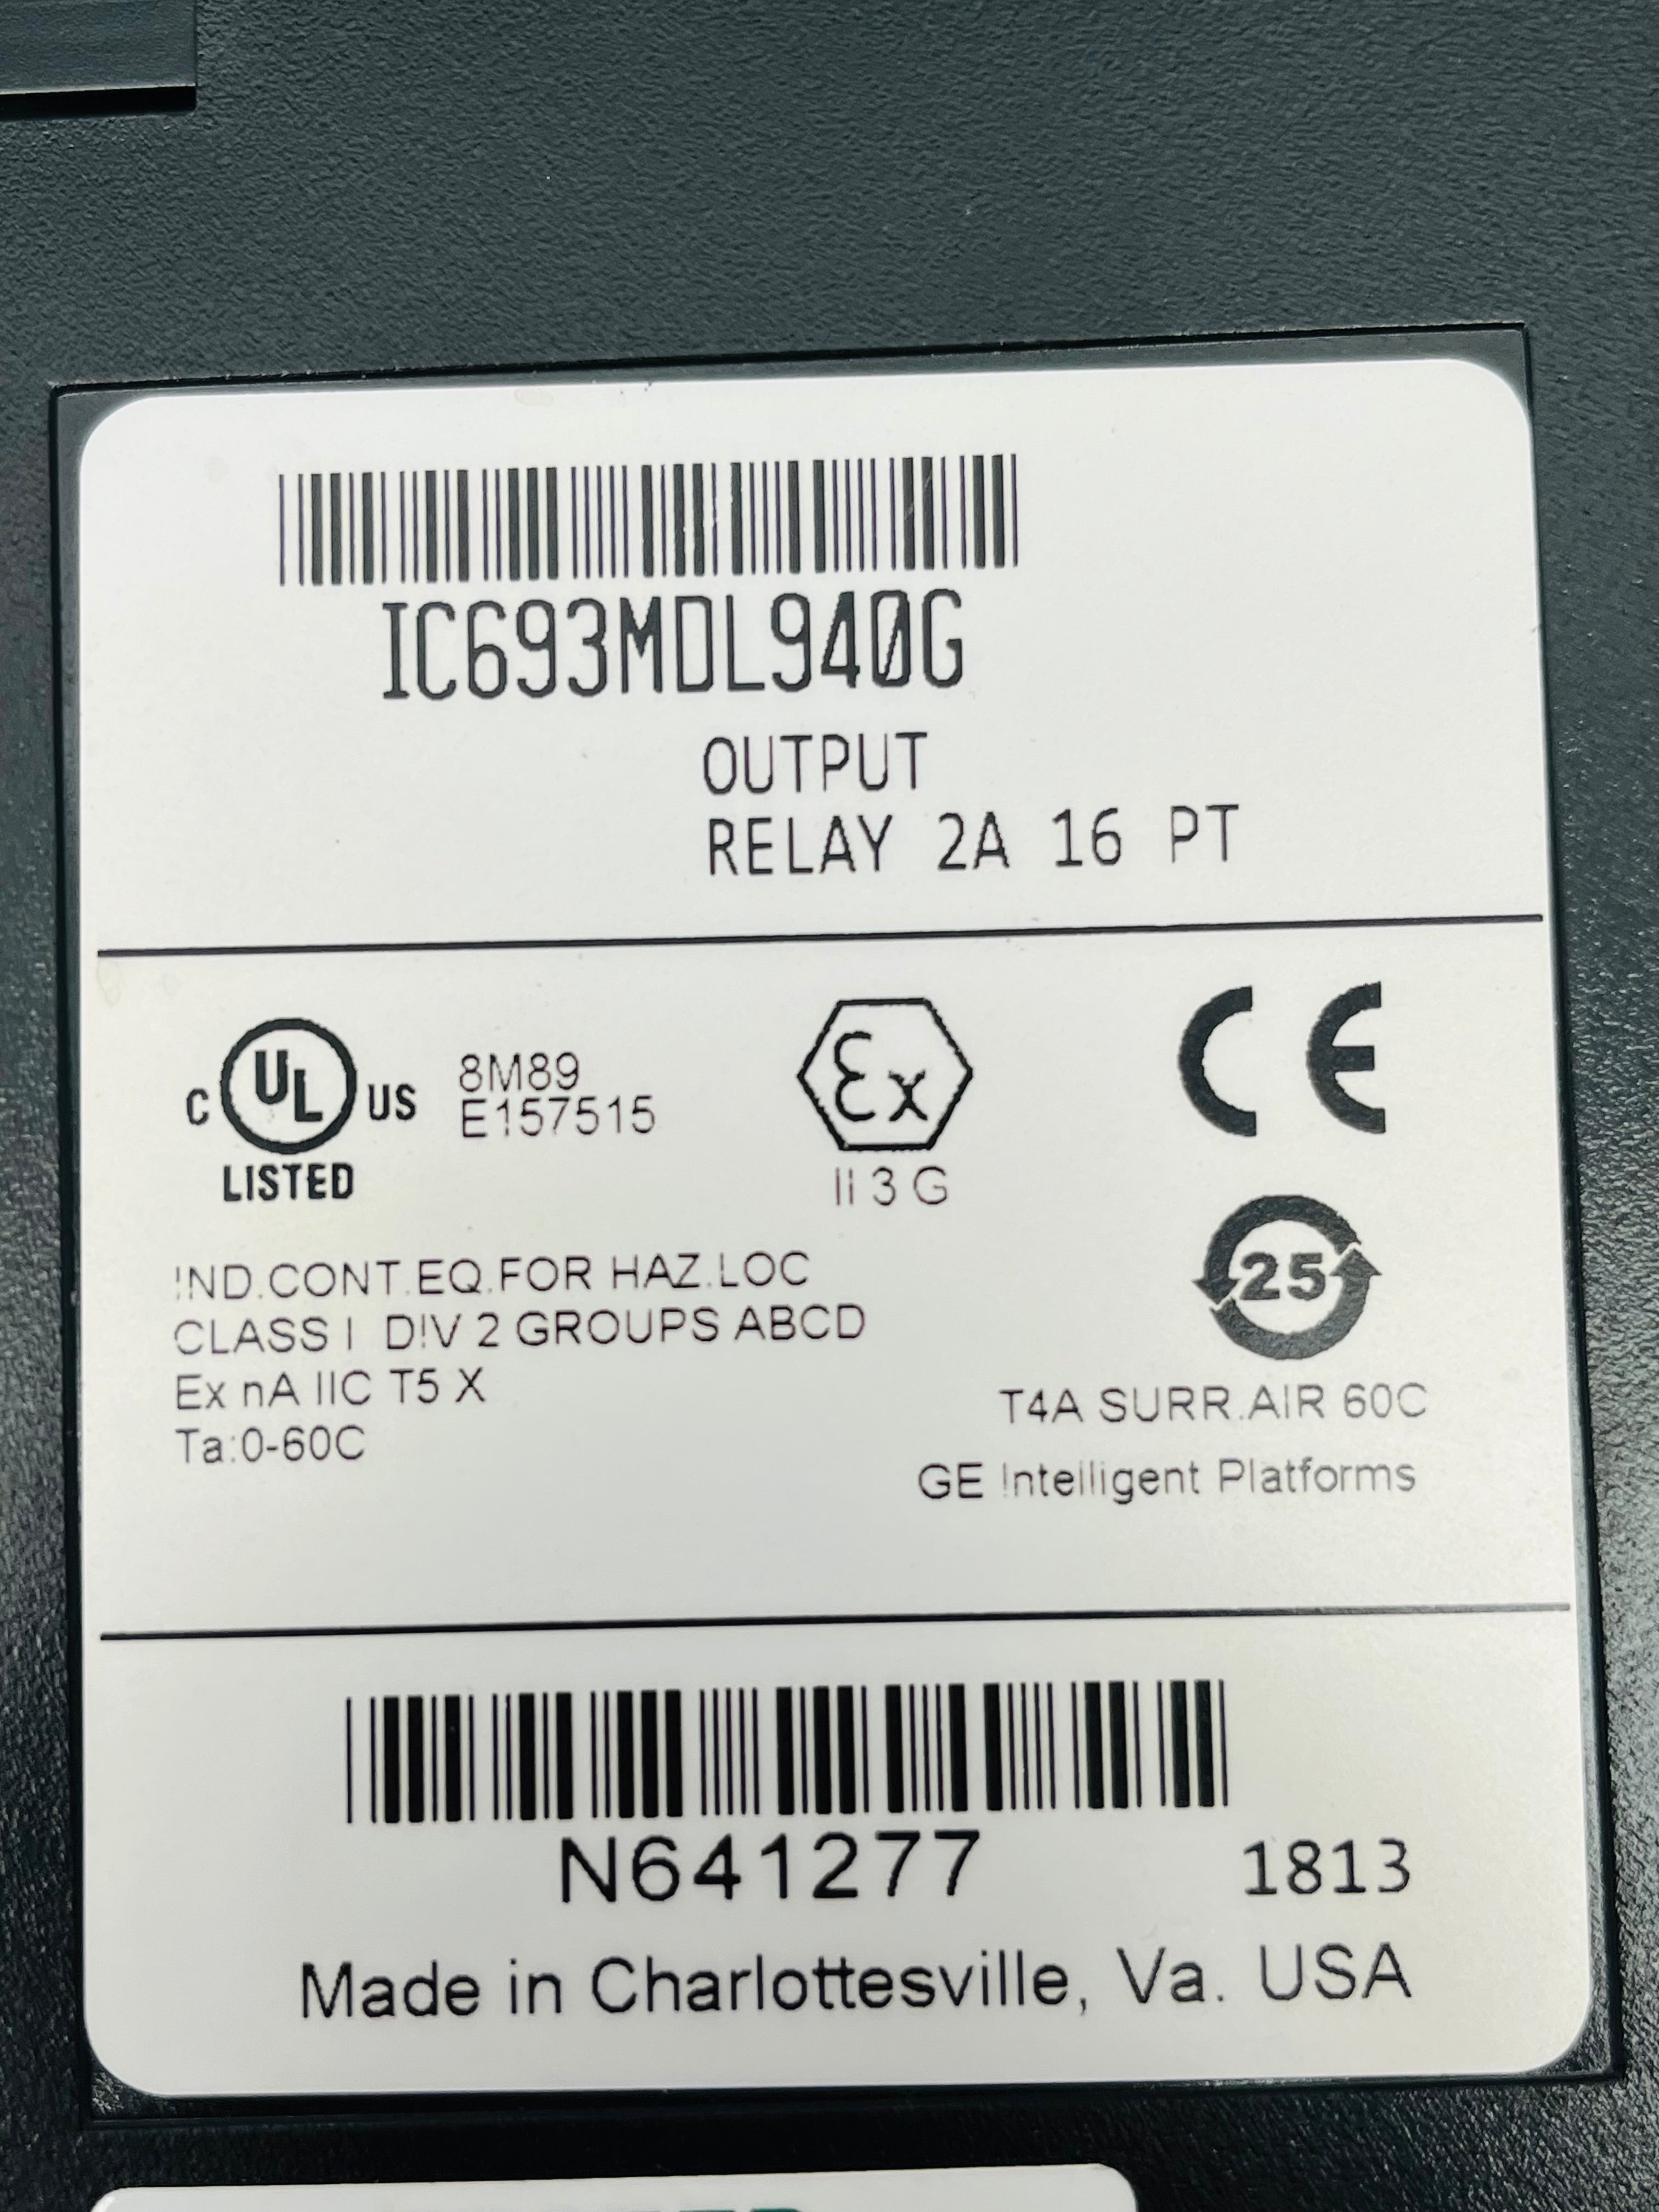 IC693MDL940G
OUTPUT
RELAY 2A 16 PT
C UL US
LISTED
8M89
E157515
Ex
II 3 G
CE
IND.CONT.EQ.FOR HAZ.LOC
CLASS I DIV 2 GROUPS ABCD
Ex nA IIC T5 X
Ta:0-60C
25
T4A SURR.AIR 60C
GE Intelligent Platforms
N641277 1813
Made in Charlottesville, Va. USA